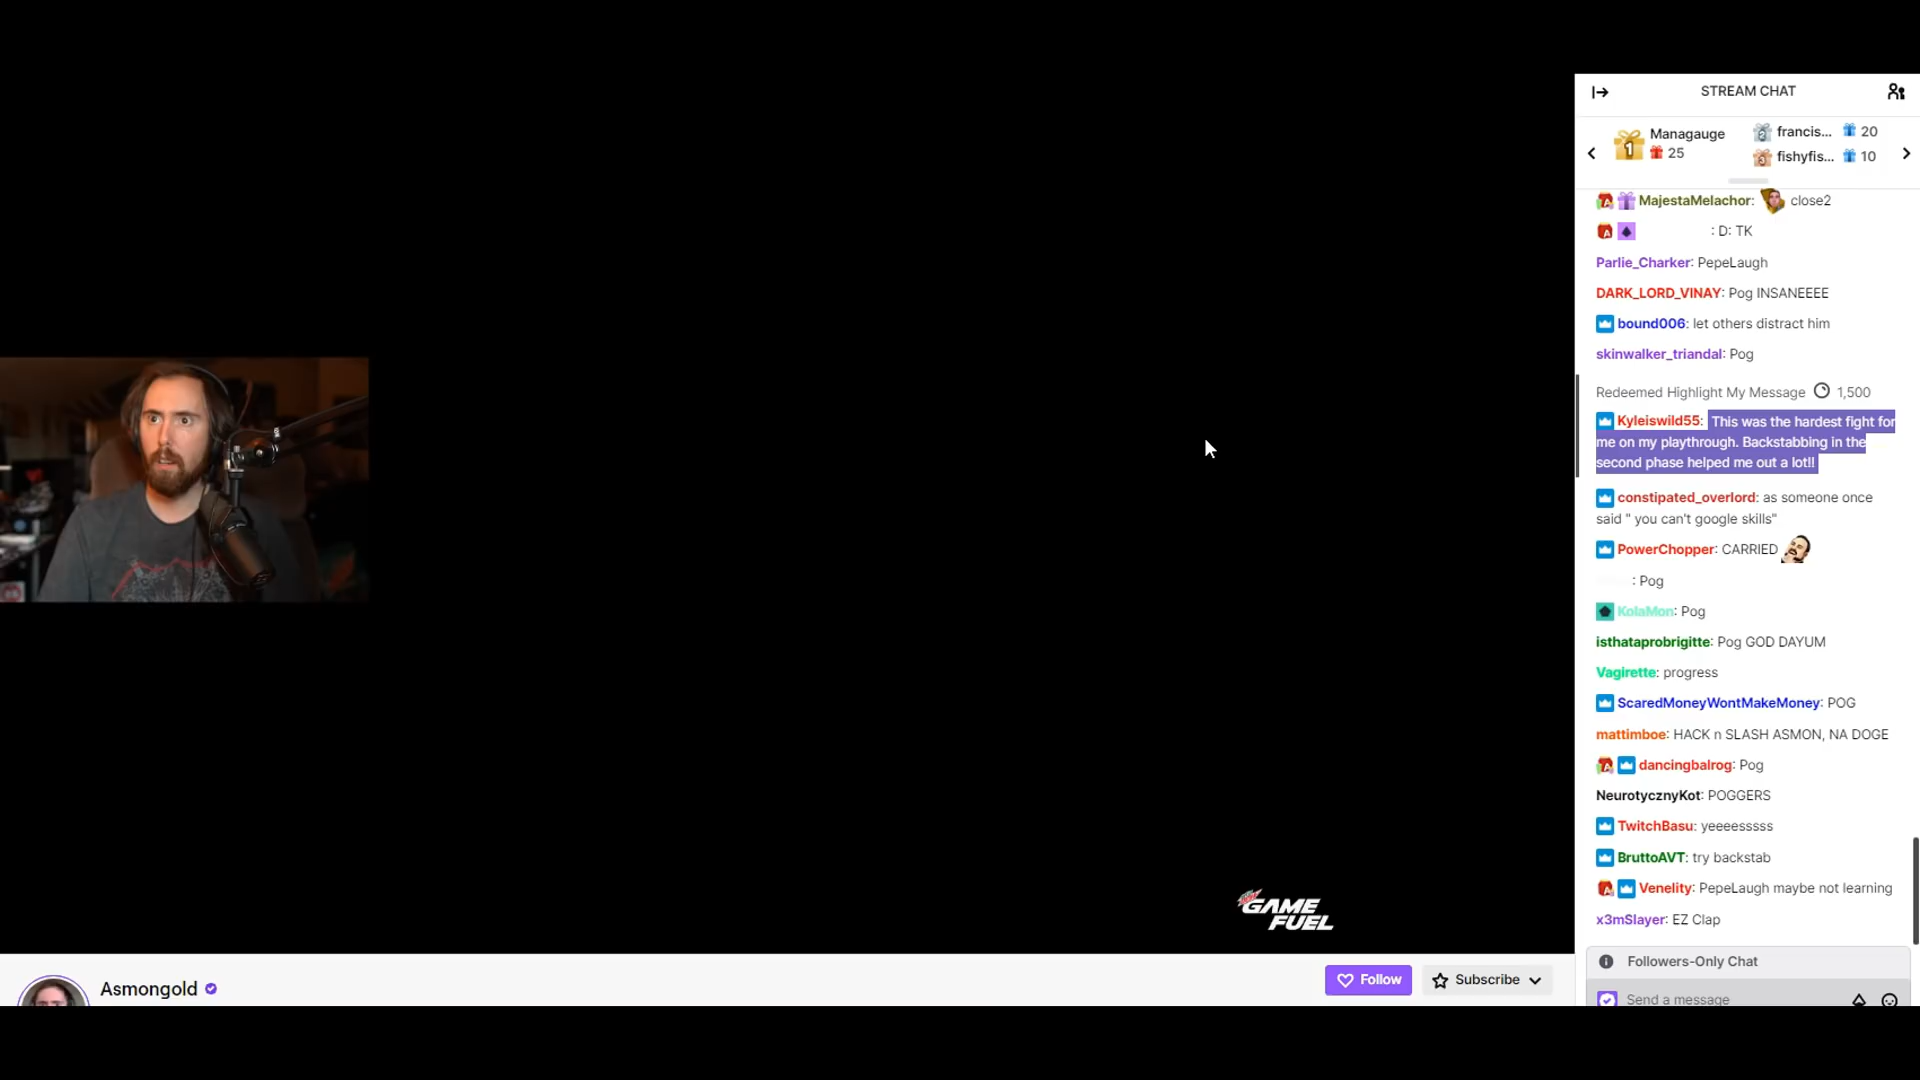 STREAM CHAT
1
Managauge
25
2
francis...
20
3
fishyfis...
10
MajestaMelachor: close2
: D: TK
Parlie_Charker: PepeLaugh
DARK_LORD_VINAY: Pog INSANEEEE
bound006: let others distract him
skinwalker_triandal: Pog
Redeemed Highlight My Message 1,500
Kyleiswild55: This was the hardest fight for
me on my playthrough. Backstabbing in the
second phase helped me out a lot!!
constipated_overlord: as someone once
said " you can't google skills"
PowerChopper: CARRIED
: Pog
KolaMon: Pog
isthataprobrigitte: Pog GOD DAYUM
Vagirette: progress
ScaredMoneyWontMakeMoney: POG
mattimboe: HACK n SLASH ASMON, NA DOGE
dancingbalrog: Pog
NeurotycznyKot: POGGERS
TwitchBasu: yeeeesssss
BruttoAVT: try backstab
Venelity: PepeLaugh maybe not learning
x3mSlayer: EZ Clap
Followers-Only Chat
Send a message
GAME
FUEL
Asmongold
Follow
Subscribe